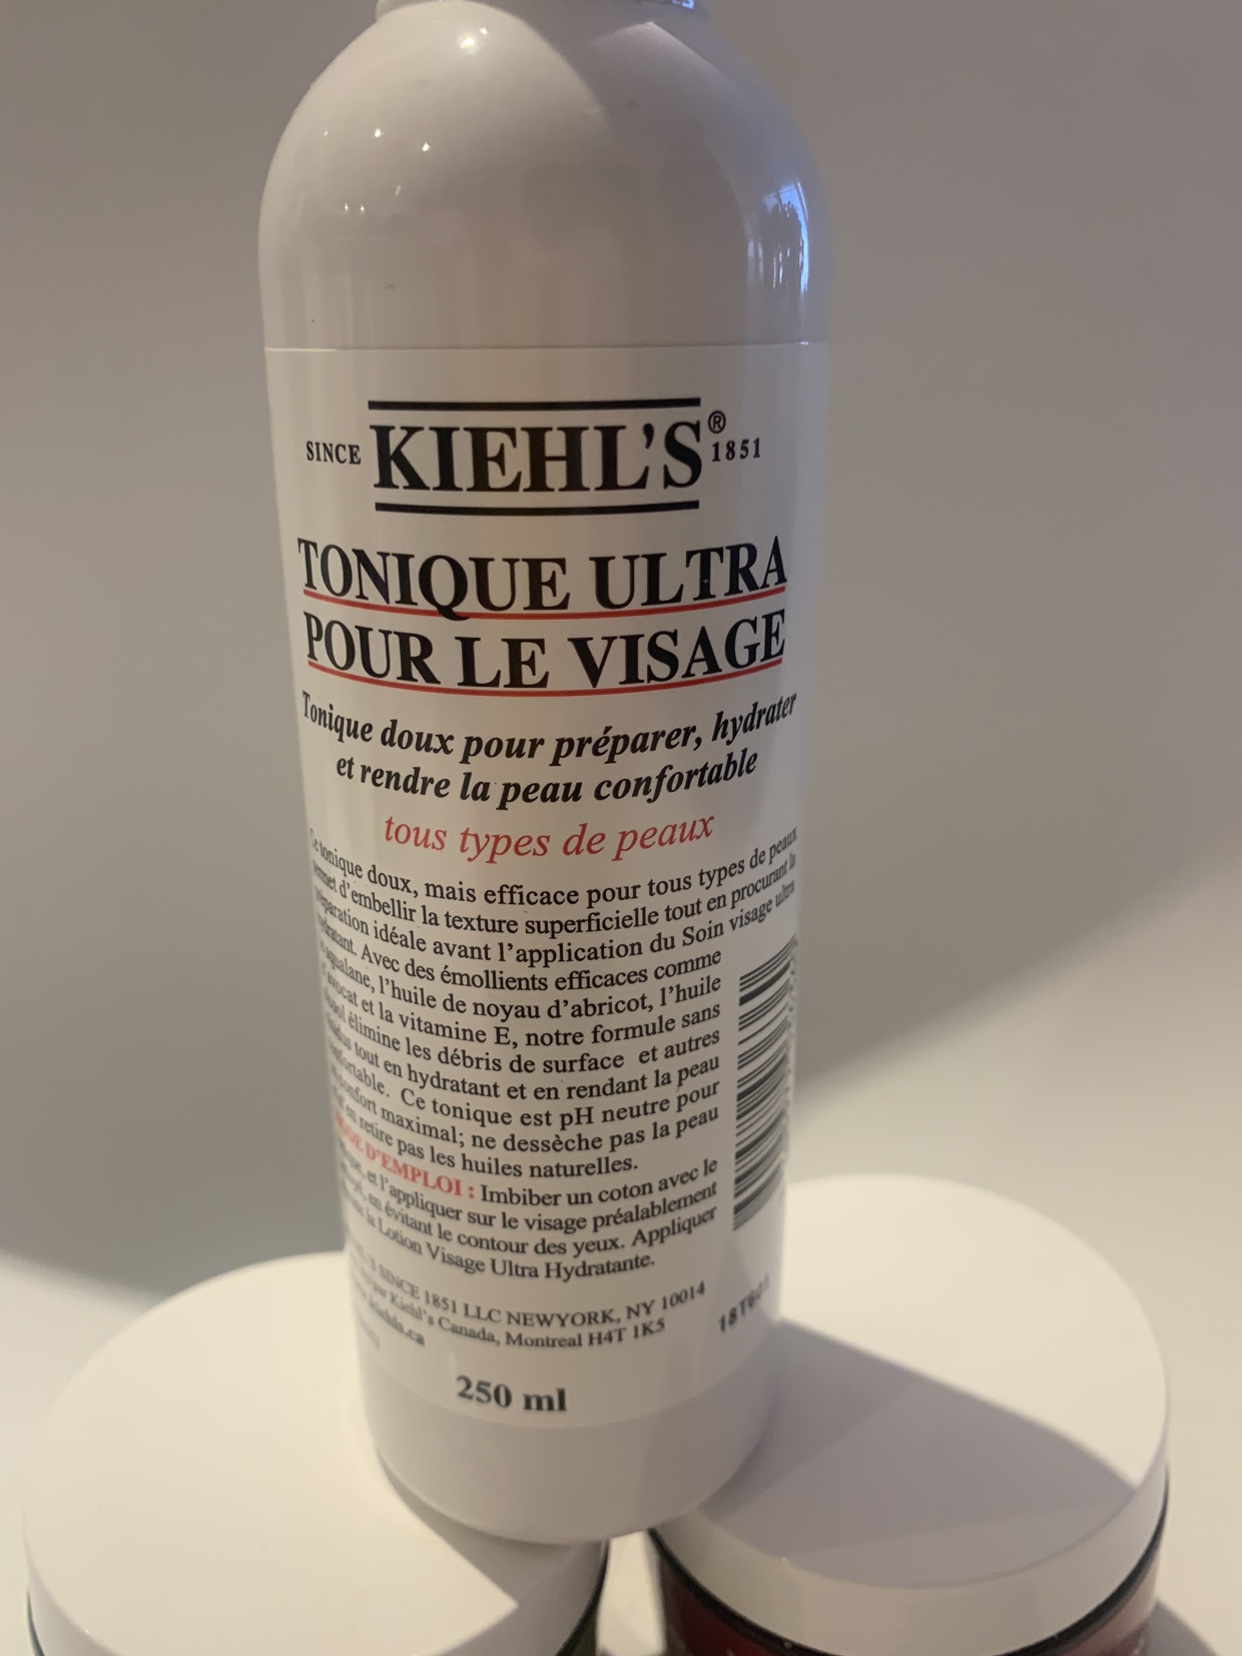 SINCE KIEHL'S® 1851
TONIQUE ULTRA
POUR LE VISAGE
Tonique doux pour préparer, hydrater
et rendre la peau confortable
tous types de peaux
Ce tonique doux, mais efficace pour tous types de peaux
d'embellir la texture superficielle tout en procurant la
préparation idéale avant l'application du Soin visage ultra
Avec des émollients efficaces comme
squalane, l'huile de noyau d'abricot, l'huile
et la vitamine E, notre formule sans
élimine les débris de surface et autres
tout en hydratant et en rendant la peau
confortable. Ce tonique est pH neutre pour
maximal; ne dessèche pas la peau
retire pas les huiles naturelles.
D'EMPLOI : Imbiber un coton avec le
et l'appliquer sur le visage préalablement
en évitant le contour des yeux. Appliquer
la Lotion Visage Ultra Hydratante.
SINCE 1851 LLC NEWYORK, NY 10014
Kiehl's Canada, Montreal H4T 1K5
250 ml